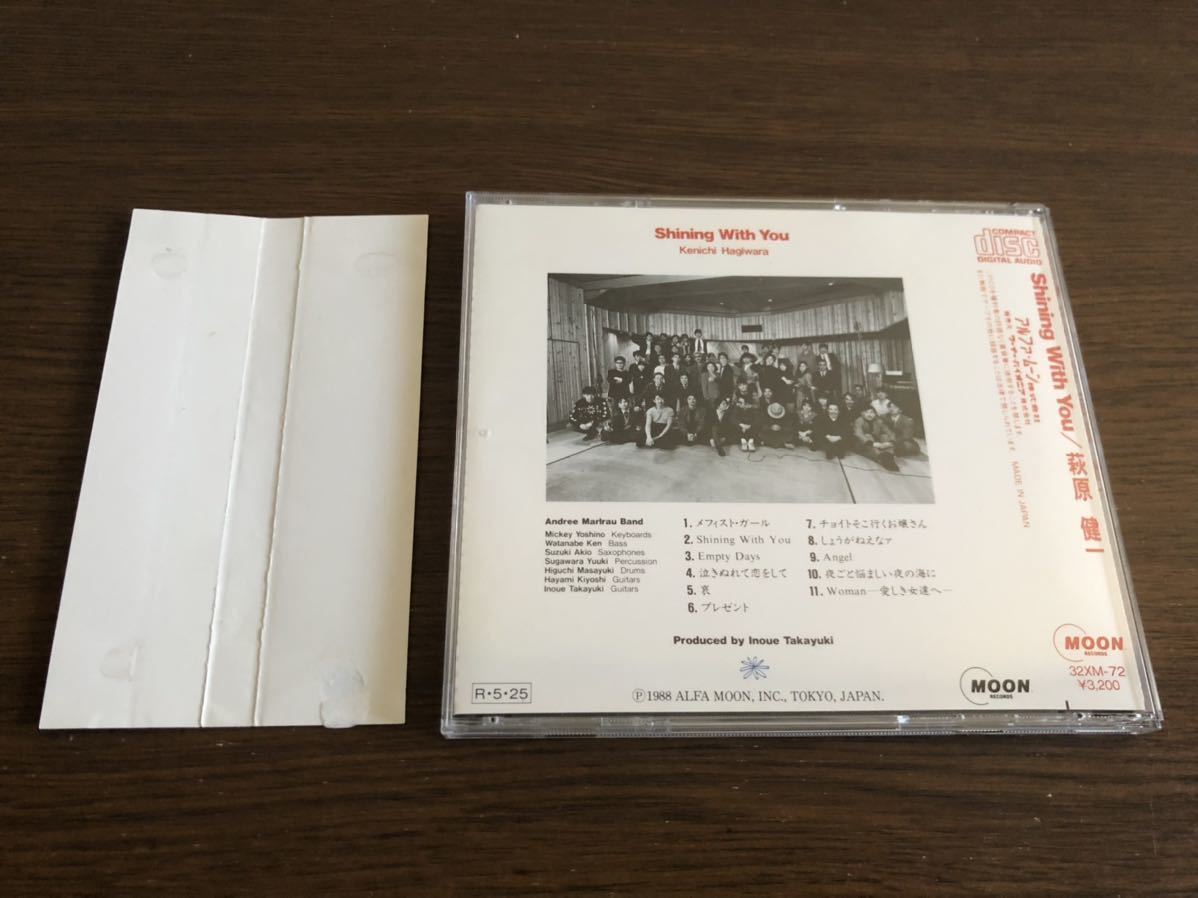 Shining With You
Kenichi Hagiwara
Andree Marlrau Band
Mickey Yoshino Keyboards
Watanabe Ken Bass
Suzuki Akio Saxophones
Sugawara Yuuki Percussion
Higuchi Masayuki Drums
Hayami Kiyoshi Guitars
Inoue Takayuki Guitars
1. メフィスト・ガール
2. Shining With You
3. Empty Days
4. 泣きぬれて恋をして
5. 哀
6. プレゼント
7. チョイトそこ行くお嬢さん
8. しょうがねえなァ
9. Angel
10. 夜ごと悩ましい夜の海に
11. Woman—愛しき女達へ—
Produced by Inoue Takayuki
R・5・25
Ⓟ1988 ALFA MOON, INC., TOKYO, JAPAN.
MOON
RECORDS
COMPACT
disc
DIGITAL AUDIO
Shining With You/萩原 健一
アルファ・ムーン株式会社
MADE IN JAPAN
MOON
RECORDS
32XM-72
¥3,200